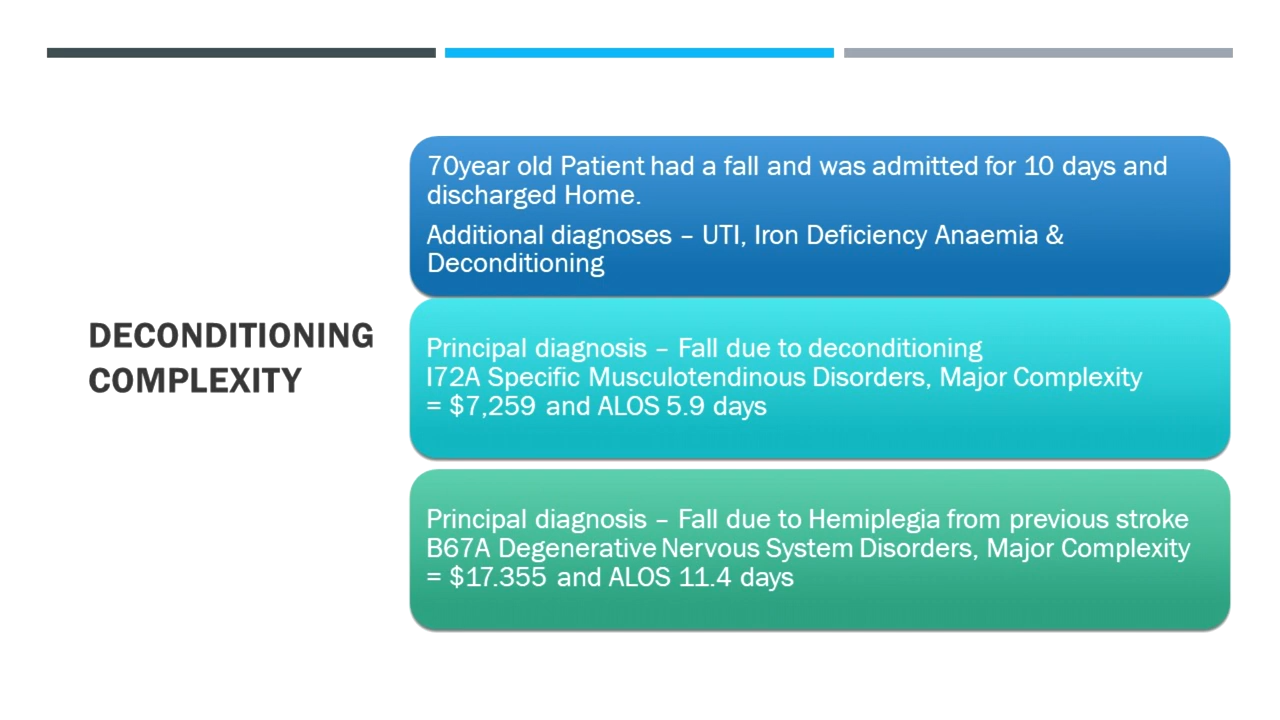 DECONDITIONING
COMPLEXITY
70year old Patient had a fall and was admitted for 10 days and
discharged Home.
Additional diagnoses – UTI, Iron Deficiency Anaemia &
Deconditioning
Principal diagnosis – Fall due to deconditioning
I72A Specific Musculotendinous Disorders, Major Complexity
= $7,259 and ALOS 5.9 days
Principal diagnosis – Fall due to Hemiplegia from previous stroke
B67A Degenerative Nervous System Disorders, Major Complexity
= $17.355 and ALOS 11.4 days